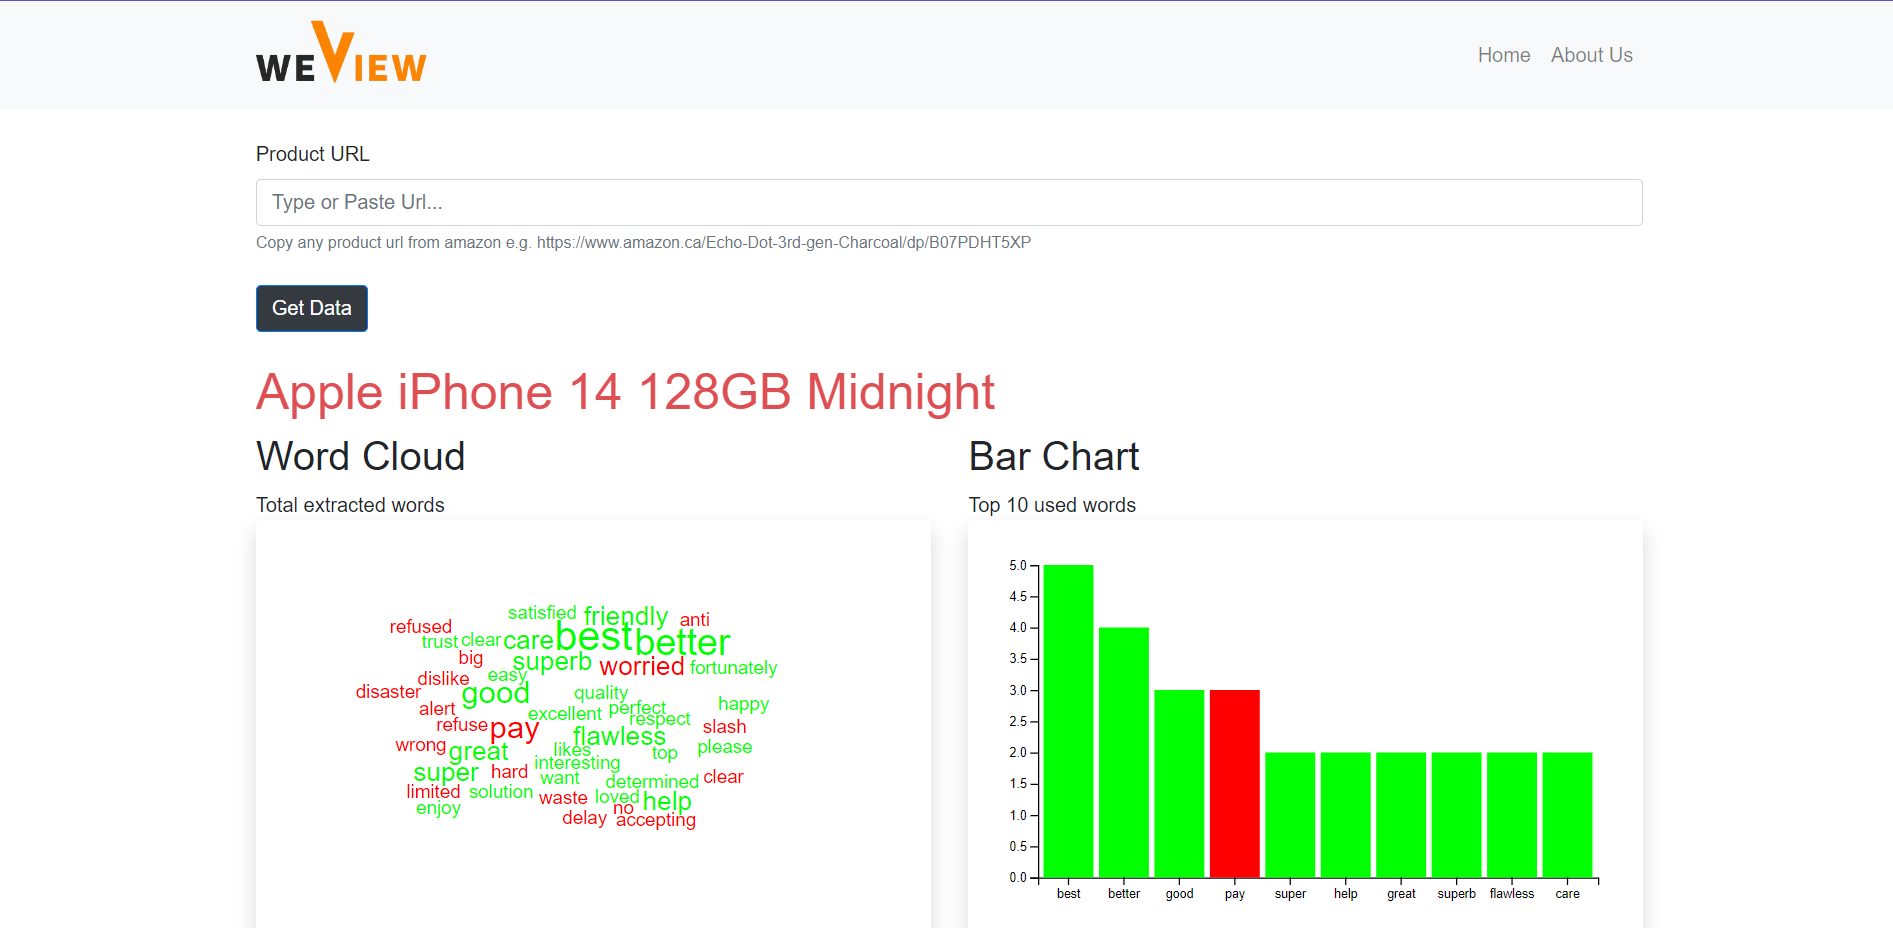 WEVIEW
Home About Us
Product URL
Type or Paste Url...
Copy any product url from amazon e.g. https://www.amazon.ca/Echo-Dot-3rd-gen-Charcoal/dp/B07PDHT5XP
Get Data
Apple iPhone 14 128GB Midnight
Word Cloud
Total extracted words
satisfied friendly anti
refused
trust clear care best better
big superb worried fortunately
dislike easy
disaster good quality
alert excellent perfect respect happy
refuse pay flawless slash
wrong great likes top please
interesting
super hard want determined clear
limited solution waste loved help
enjoy no
delay accepting
Bar Chart
Top 10 used words
5.0
4.5
4.0
3.5
3.0
2.5
2.0
1.5
1.0
0.5
0.0
best better good pay super help great superb flawless care